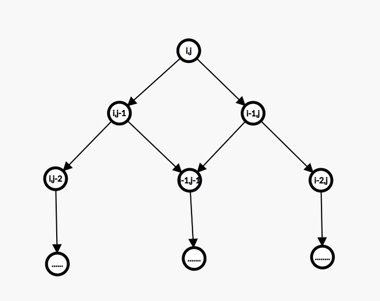 i,j
i,j-1
i-1,j
i,j-2
-1,j-1
i-2,j
.....
......
.......